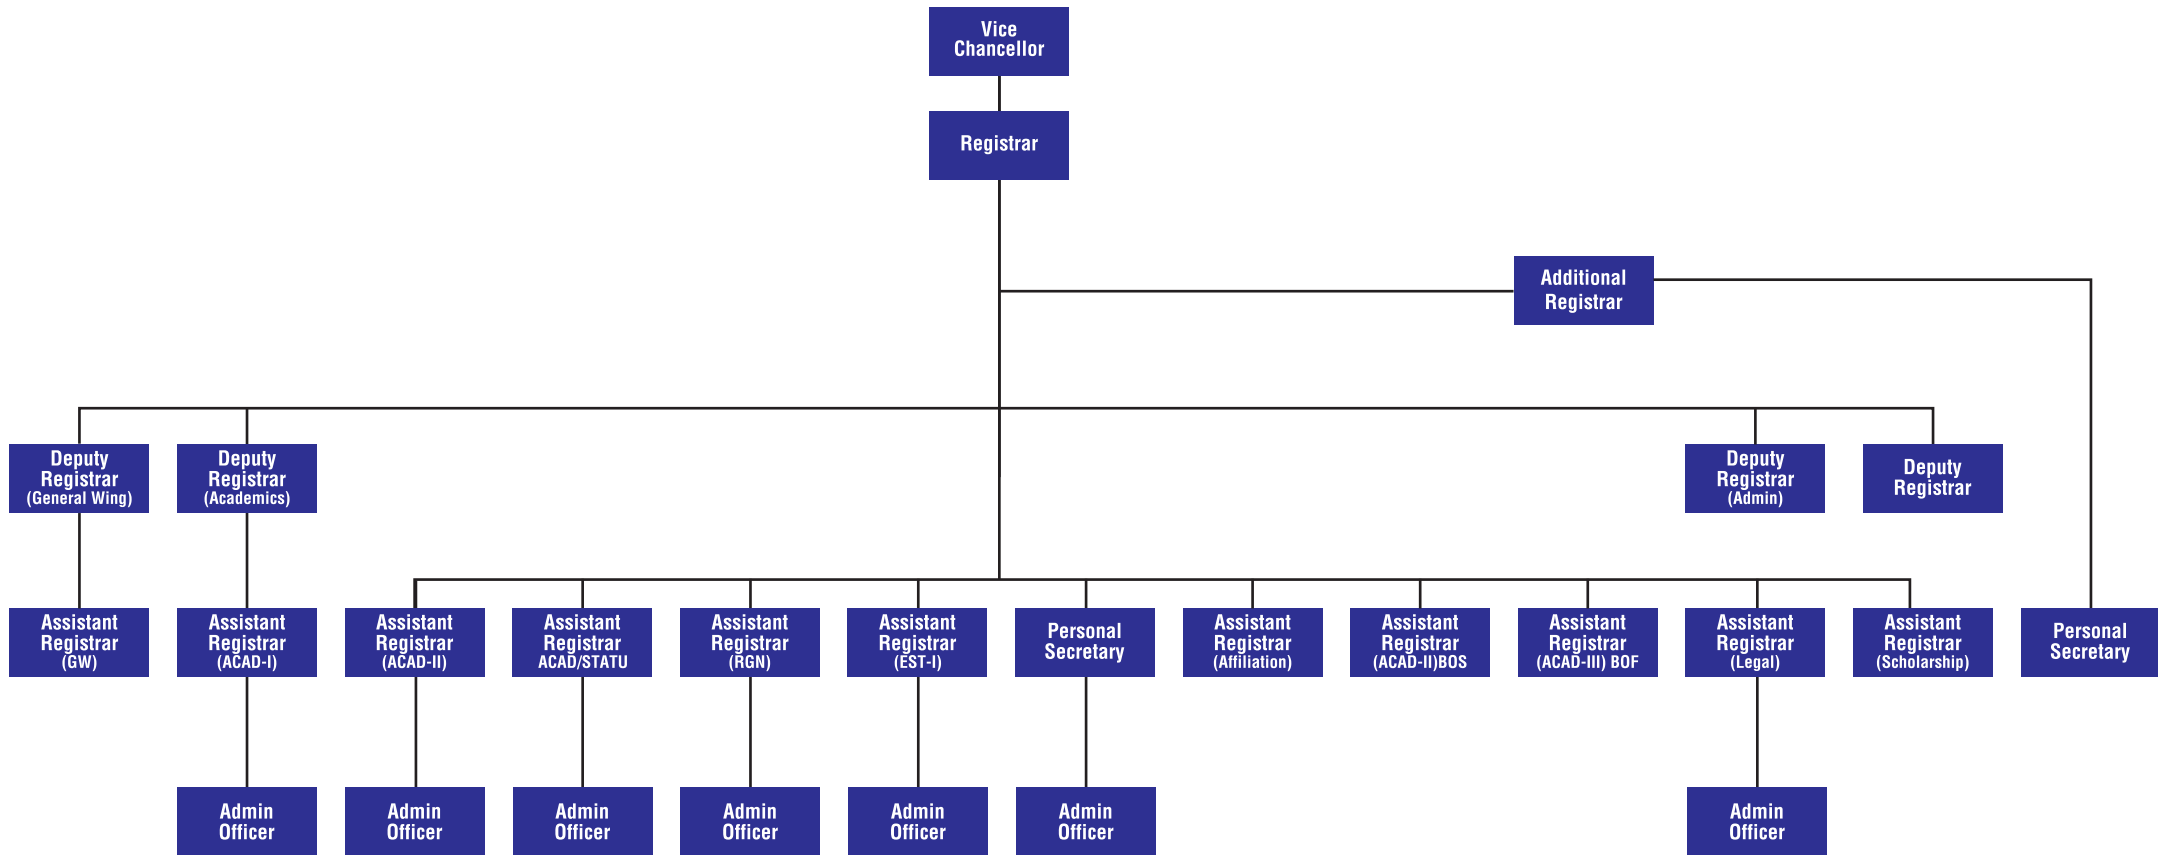 Vice
Chancellor
Registrar
Additional
Registrar
Deputy
Registrar
(General Wing)
Deputy
Registrar
(Academics)
Deputy
Registrar
(Admin)
Deputy
Registrar
Assistant
Registrar
(GW)
Assistant
Registrar
(ACAD-I)
Assistant
Registrar
(ACAD-II)
Assistant
Registrar
ACAD/STATU
Assistant
Registrar
(RGN)
Assistant
Registrar
(EST-I)
Personal
Secretary
Assistant
Registrar
(Affiliation)
Assistant
Registrar
(ACAD-II)BOS
Assistant
Registrar
(ACAD-III) BOF
Assistant
Registrar
(Legal)
Assistant
Registrar
(Scholarship)
Personal
Secretary
Admin
Officer
Admin
Officer
Admin
Officer
Admin
Officer
Admin
Officer
Admin
Officer
Admin
Officer